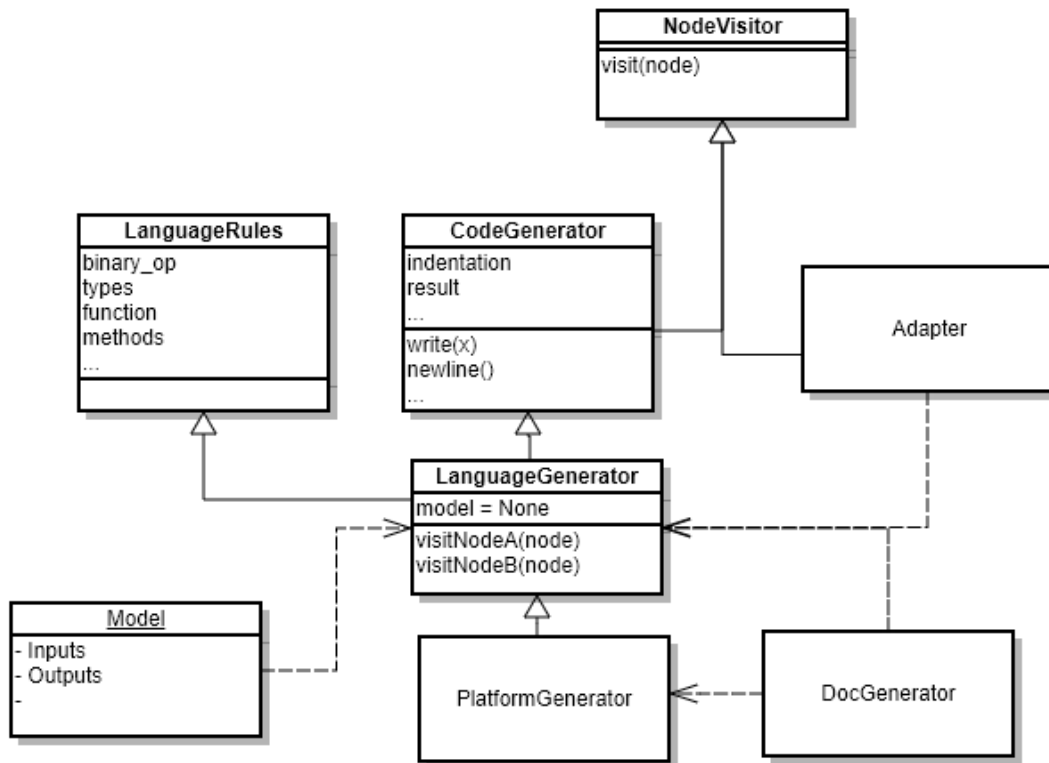 NodeVisitor
visit(node)
LanguageRules
binary_op
types
function
methods
...
CodeGenerator
indentation
result
...
write(x)
newline()
...
Adapter
LanguageGenerator
model = None
visitNodeA(node)
visitNodeB(node)
Model
- Inputs
- Outputs
-
PlatformGenerator
DocGenerator